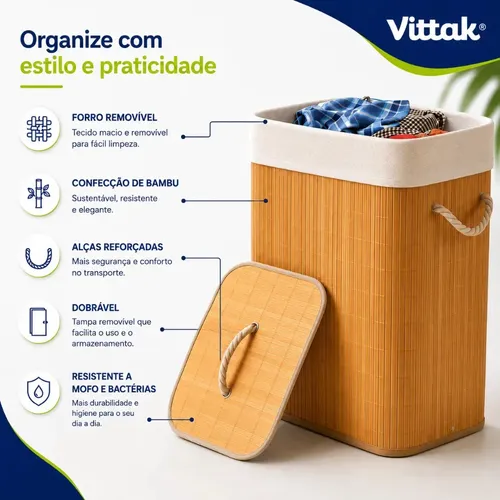 Organize com
estilo e praticidade
Vittak®
FORRO REMOVÍVEL
Tecido macio e removível
para fácil limpeza.
CONFECÇÃO DE BAMBU
Sustentável, resistente
e elegante.
ALÇAS REFORÇADAS
Mais segurança e conforto
no transporte.
DOBRÁVEL
Tampa removível que
facilita o uso e o
armazenamento.
RESISTENTE A
MOFO E BACTÉRIAS
Mais durabilidade e
higiene para o seu
dia a dia.